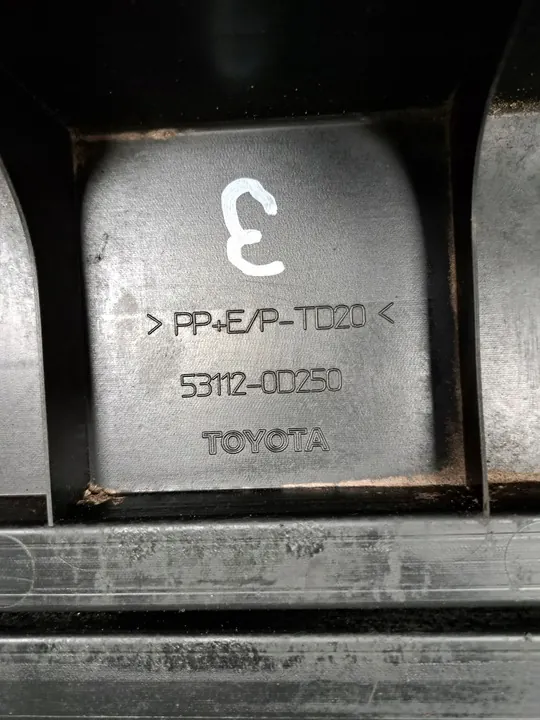 3
> PP+E/P-TD20 <
53112-0D250
TOYOTA